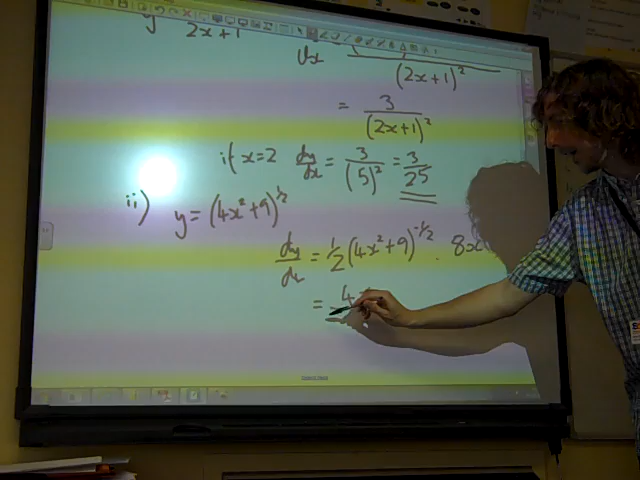 y 2x+1
dx (2x+1)²
= 3/(2x+1)²
if x=2 dy/dx = 3/(5)² = 3/25
ii) y = (4x²+9)^1/2
dy/dx = 1/2 (4x²+9)^-1/2 . 8x
= 4